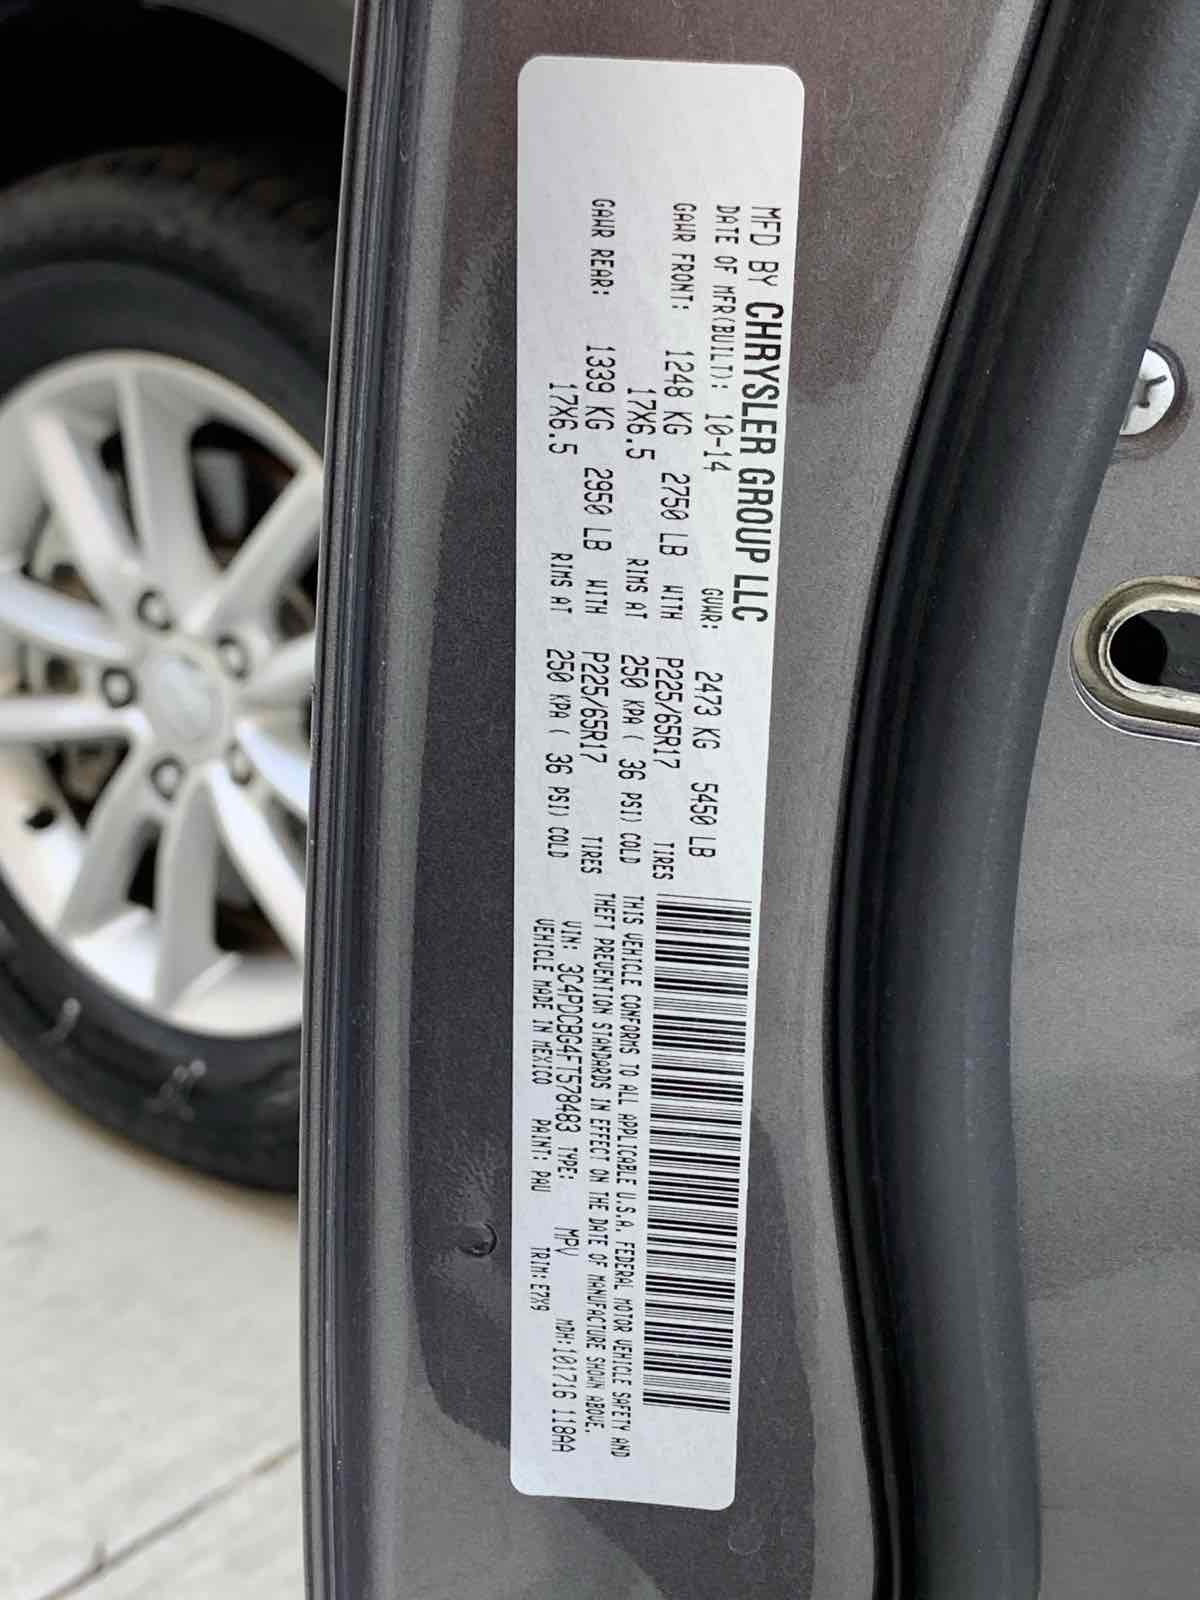 MFD BY CHRYSLER GROUP LLC
DATE OF MFR(BUILT): 10-14 GVWR: 2473 KG 5450 LB
GAWR FRONT: 1248 KG 2750 LB WITH P225/65R17 TIRES
17X6.5 RIMS AT 250 KPA ( 36 PSI) COLD
GAWR REAR: 1339 KG 2950 LB WITH P225/65R17 TIRES
17X6.5 RIMS AT 250 KPA ( 36 PSI) COLD
THIS VEHICLE CONFORMS TO ALL APPLICABLE U.S.A. FEDERAL MOTOR VEHICLE SAFETY AND
THEFT PREVENTION STANDARDS IN EFFECT ON THE DATE OF MANUFACTURE SHOWN ABOVE.
VIN: 3C4PDCBG4FT578483 TYPE: MPV MDH:101716 118AA
VEHICLE MADE IN MEXICO PAINT: PAU TRIM: E7X9